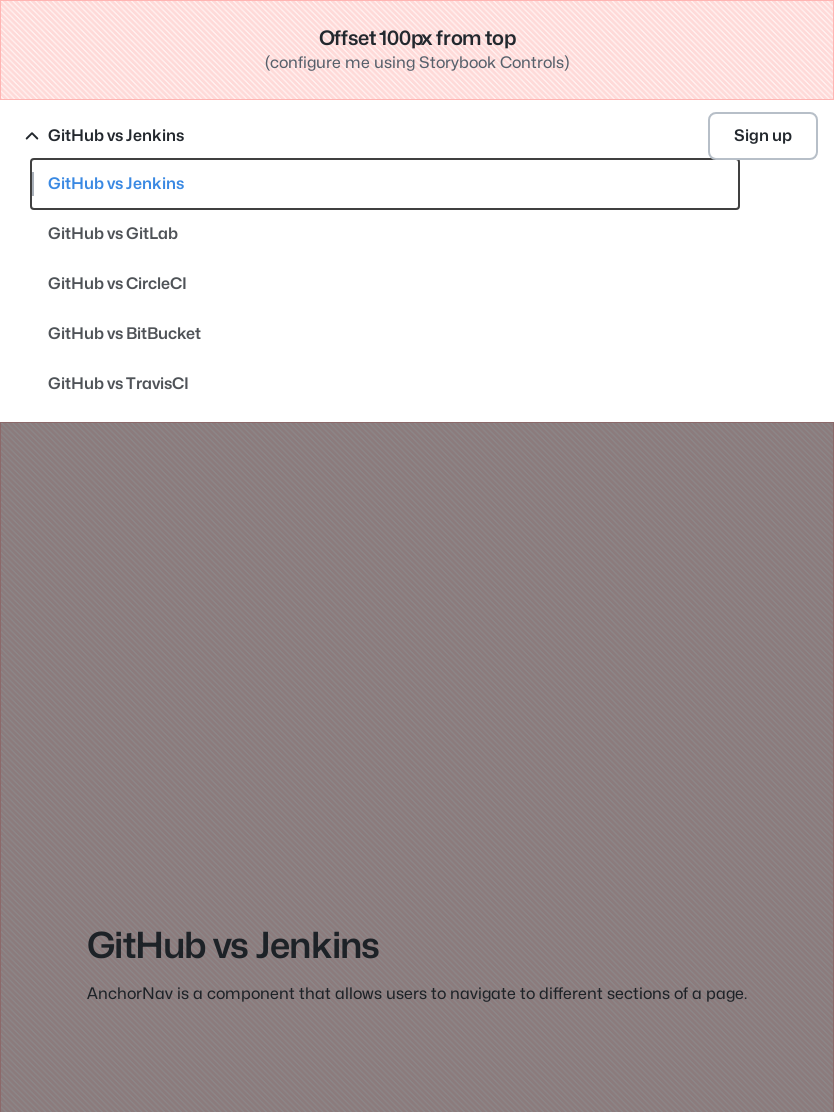 Offset 100px from top
(configure me using Storybook Controls)
GitHub vs Jenkins
Sign up
GitHub vs Jenkins
GitHub vs GitLab
GitHub vs CircleCI
GitHub vs BitBucket
GitHub vs TravisCI
GitHub vs Jenkins
AnchorNav is a component that allows users to navigate to different sections of a page.